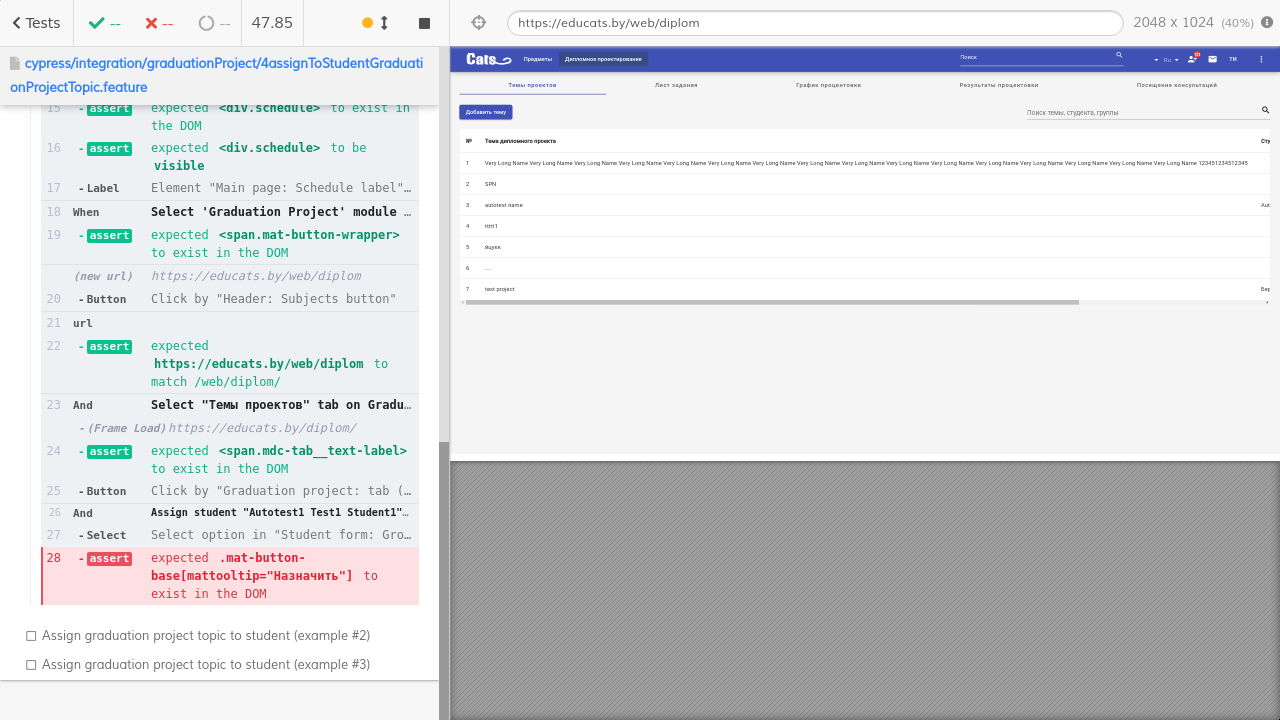 Tests
--
--
--
47.85
https://educats.by/web/diplom
2048 x 1024 (40%)
cypress/integration/graduationProject/4assignToStudentGraduati
onProjectTopic.feature
15 - assert expected <div.schedule> to exist in
the DOM
16 - assert expected <div.schedule> to be
visible
17 - Label Element "Main page: Schedule label"…
18 When Select 'Graduation Project' module …
19 - assert expected <span.mat-button-wrapper>
to exist in the DOM
(new url) https://educats.by/web/diplom
20 - Button Click by "Header: Subjects button"
21 url
22 - assert expected
https://educats.by/web/diplom to
match /web/diplom/
23 And Select "Темы проектов" tab on Gradu…
- (Frame Load) https://educats.by/diplom/
24 - assert expected <span.mdc-tab__text-label>
to exist in the DOM
25 - Button Click by "Graduation project: tab (…
26 And Assign student "Autotest1 Test1 Student1"…
27 - Select Select option in "Student form: Gro…
28 - assert expected .mat-button-
base[mattooltip="Назначить"] to
exist in the DOM
Assign graduation project topic to student (example #2)
Assign graduation project topic to student (example #3)
Cats Предметы Дипломное проектирование Поиск Ru ТИ
Темы проектов Лист задания График процентовки Результаты процентовки Посещение консультаций
Добавить тему Поиск темы, студента, группы
№ Тема дипломного проекта Сту
1 Very Long Name Very Long Name Very Long Name Very Long Name Very Long Name Very Long Name Very Long Name Very Long Name Very Long Name Very Long Name Very Long Name Very Long Name Very Long Name Very Long Name Very Long Name Very Long Name 123451234512345
2 SPN
3 autotest name Aut
4 ttttt1
5 йцукк
6 ...
7 test project Бер